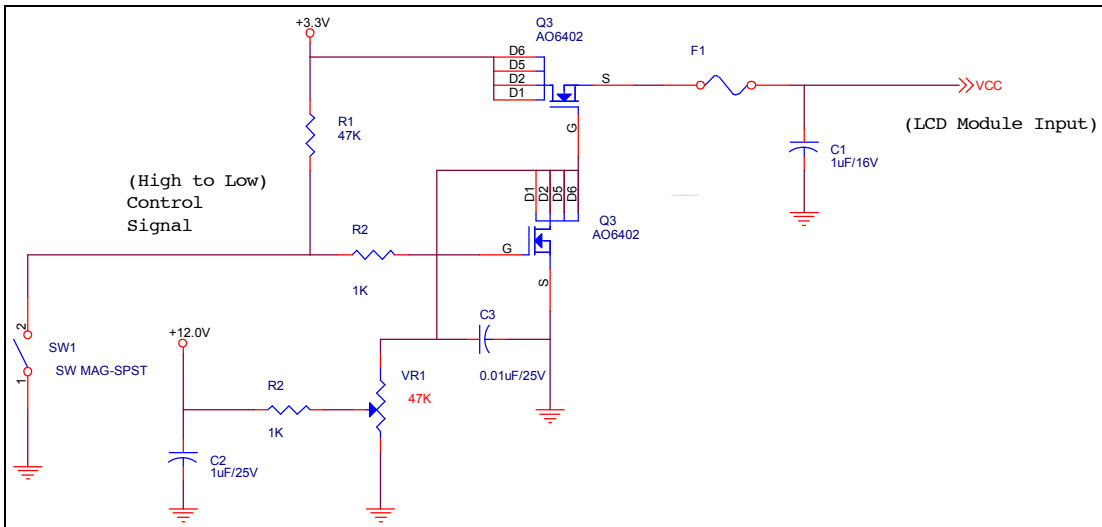 +3.3V
Q3
AO6402
D6
D5
D2
D1
S
G
F1
VCC
(LCD Module Input)
R1
47K
C1
1uF/16V
(High to Low)
Control
Signal
D1
D2
D5
D6
Q3
AO6402
R2
1K
G
S
2
1
SW1
SW MAG-SPST
+12.0V
C3
0.01uF/25V
R2
1K
VR1
47K
C2
1uF/25V